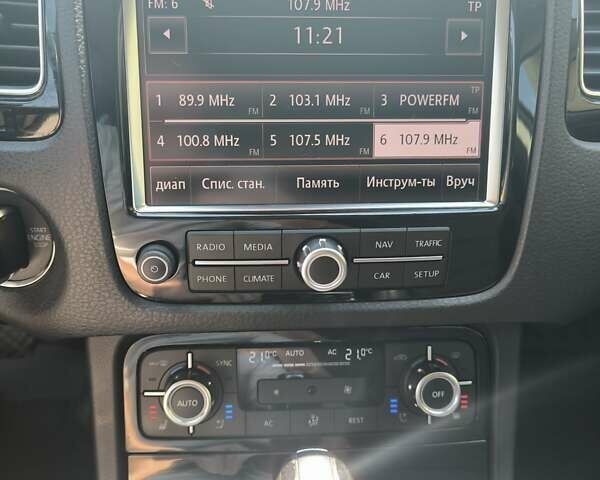 FM: 6 107.9 MHz TP
11:21
TP
1 89.9 MHz FM 2 103.1 MHz FM 3 POWERFM FM
4 100.8 MHz FM 5 107.5 MHz FM 6 107.9 MHz FM
диап Спис. стан. Память Инструм-ты Вруч
START ENGINE STOP
RADIO MEDIA NAV TRAFFIC
PHONE CLIMATE CAR SETUP
SYNC 21.0°C AUTO AC 21.0°C
AUTO OFF
AC REST